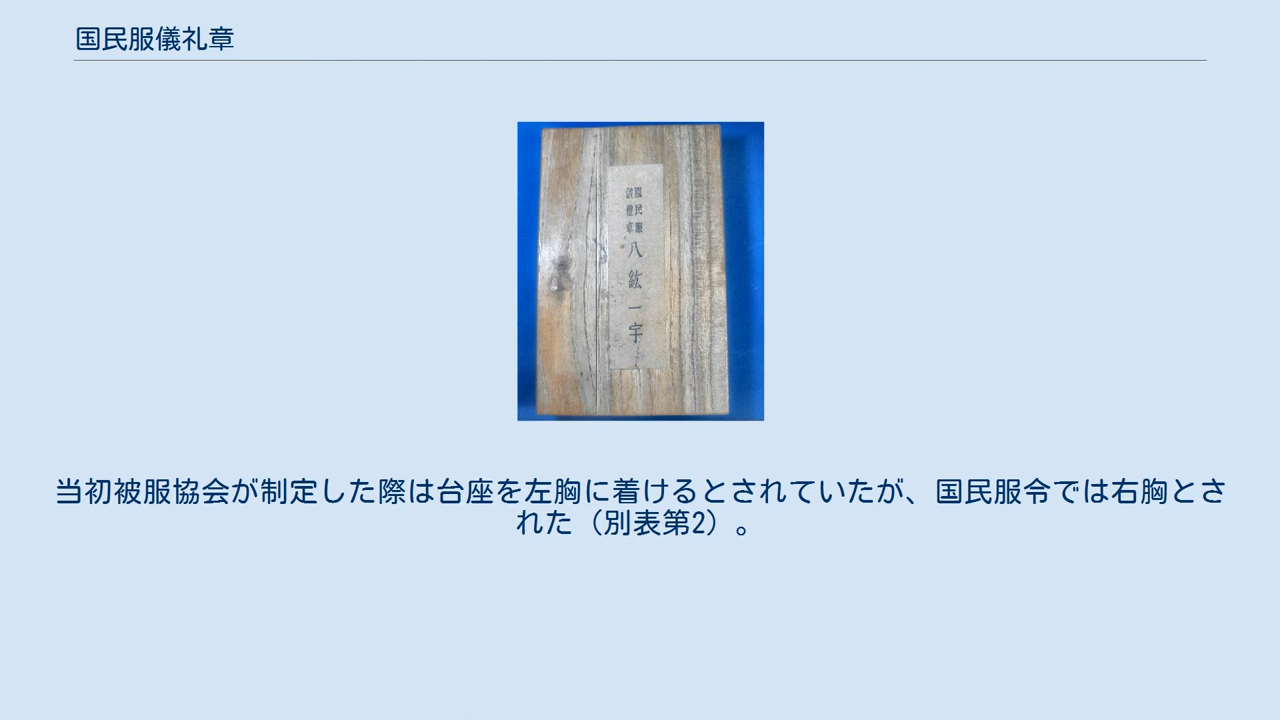 国民服儀礼章
國民服
儀禮章
八紘一宇
当初被服協会が制定した際は台座を左胸に着けるとされていたが、国民服令では右胸とさ
れた（別表第2）。